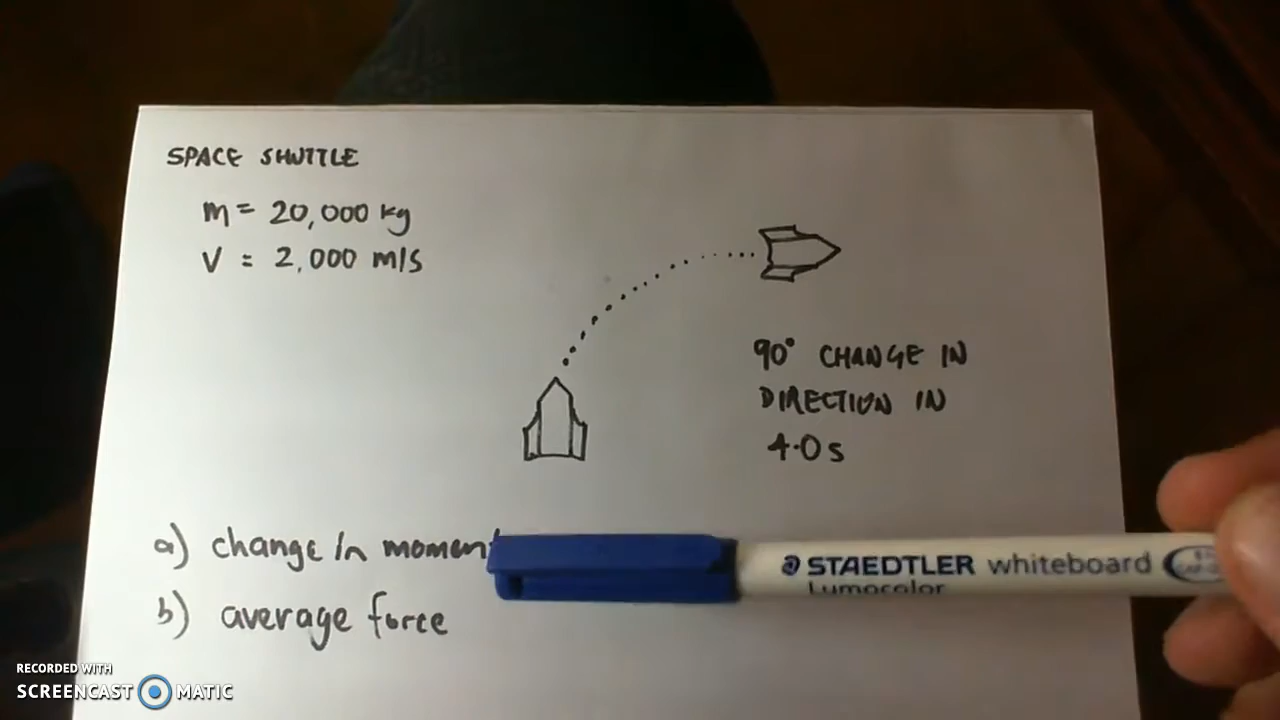 SPACE SHUTTLE
m = 20,000 kg
V = 2,000 m/s
90° CHANGE IN
DIRECTION IN
4.0 s
a) change in moment
b) average force
STAEDTLER whiteboard
Lumocolor
RECORDED WITH
SCREENCAST MATIC